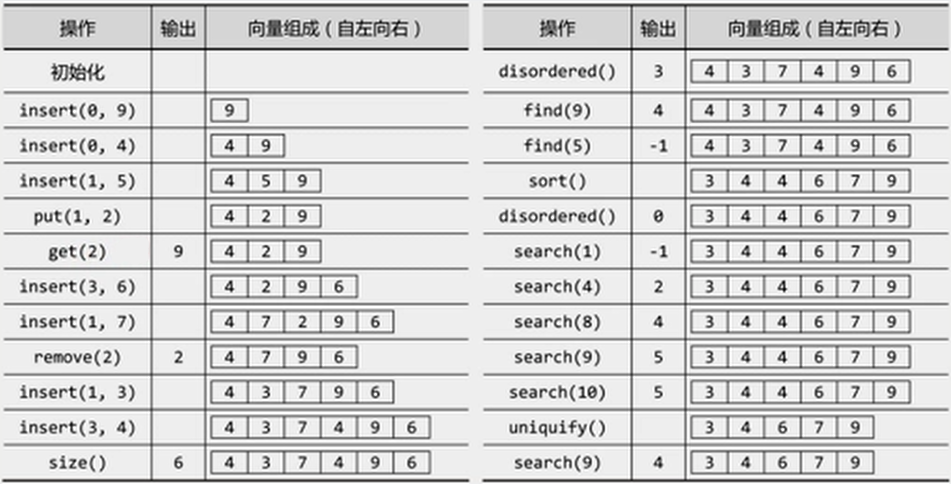 操作 输出 向量组成（自左向右）
初始化
insert(0, 9) 9
insert(0, 4) 4 9
insert(1, 5) 4 5 9
put(1, 2) 4 2 9
get(2) 9 4 2 9
insert(3, 6) 4 2 9 6
insert(1, 7) 4 7 2 9 6
remove(2) 2 4 7 9 6
insert(1, 3) 4 3 7 9 6
insert(3, 4) 4 3 7 4 9 6
size() 6 4 3 7 4 9 6
操作 输出 向量组成（自左向右）
disordered() 3 4 3 7 4 9 6
find(9) 4 4 3 7 4 9 6
find(5) -1 4 3 7 4 9 6
sort() 3 4 4 6 7 9
disordered() 0 3 4 4 6 7 9
search(1) -1 3 4 4 6 7 9
search(4) 2 3 4 4 6 7 9
search(8) 4 3 4 4 6 7 9
search(9) 5 3 4 4 6 7 9
search(10) 5 3 4 4 6 7 9
uniquify() 3 4 6 7 9
search(9) 4 3 4 6 7 9